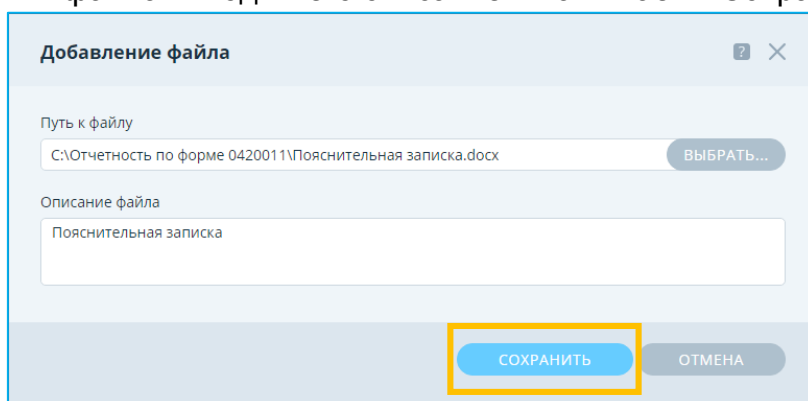 Добавление файла ?
Путь к файлу
C:\Отчетность по форме 0420011\Пояснительная записка.docx ВЫБРАТЬ...
Описание файла
Пояснительная записка
СОХРАНИТЬ ОТМЕНА